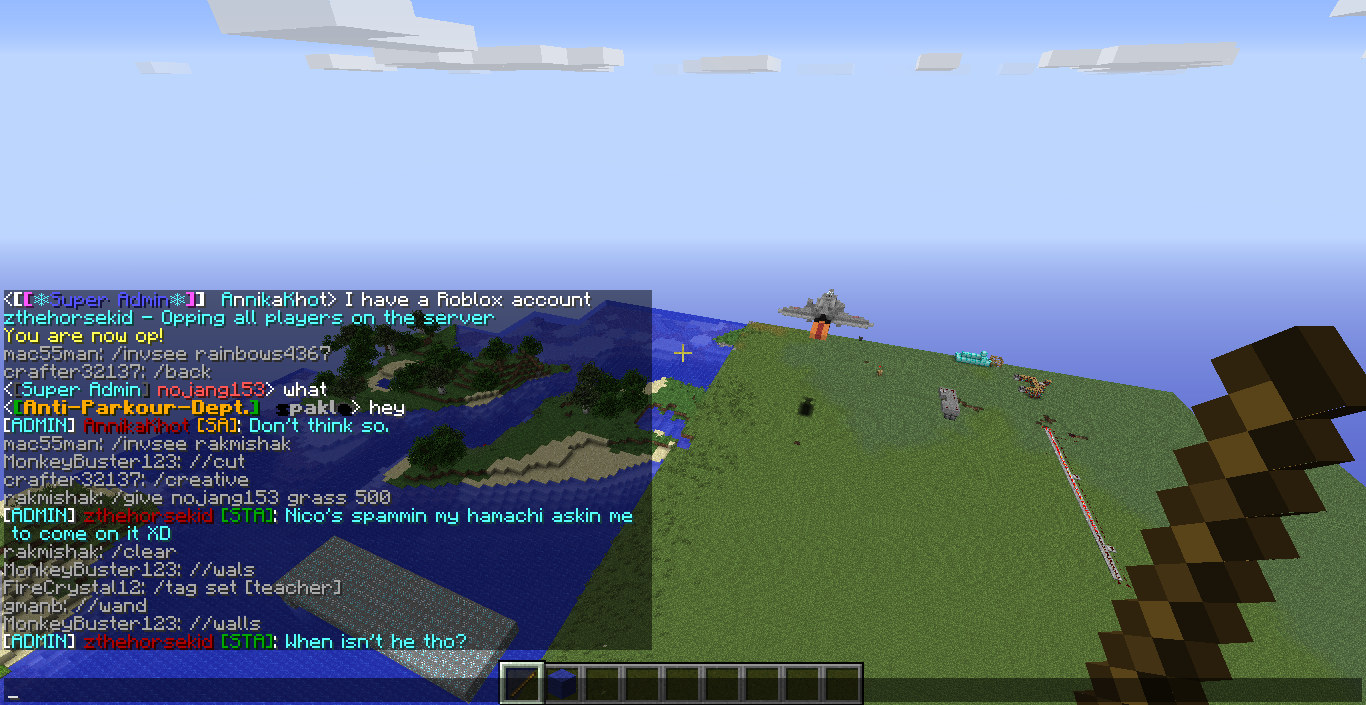 <[[❄Super Admin❄]] AnnikaKhot> I have a Roblox account
zthehorsekid - Opping all players on the server
You are now op!
mac55man: /invsee rainbows4367
crafter32137: /back
<[Super Admin] nojang153> what
<[Anti-Parkour-Dept.] pakl> hey
[ADMIN] AnnikaKhot [SA]: Don't think so.
mac55man: /invsee rakmishak
MonkeyBuster123: //cut
crafter32137: /creative
rakmishak: /give nojang153 grass 500
[ADMIN] zthehorsekid [STA]: Nico's spammin my hamachi askin me
to come on it XD
rakmishak: /clear
MonkeyBuster123: //wals
FireCrystal12: /tag set [teacher]
gmanb: //wand
MonkeyBuster123: //walls
[ADMIN] zthehorsekid [STA]: When isn't he tho?
_